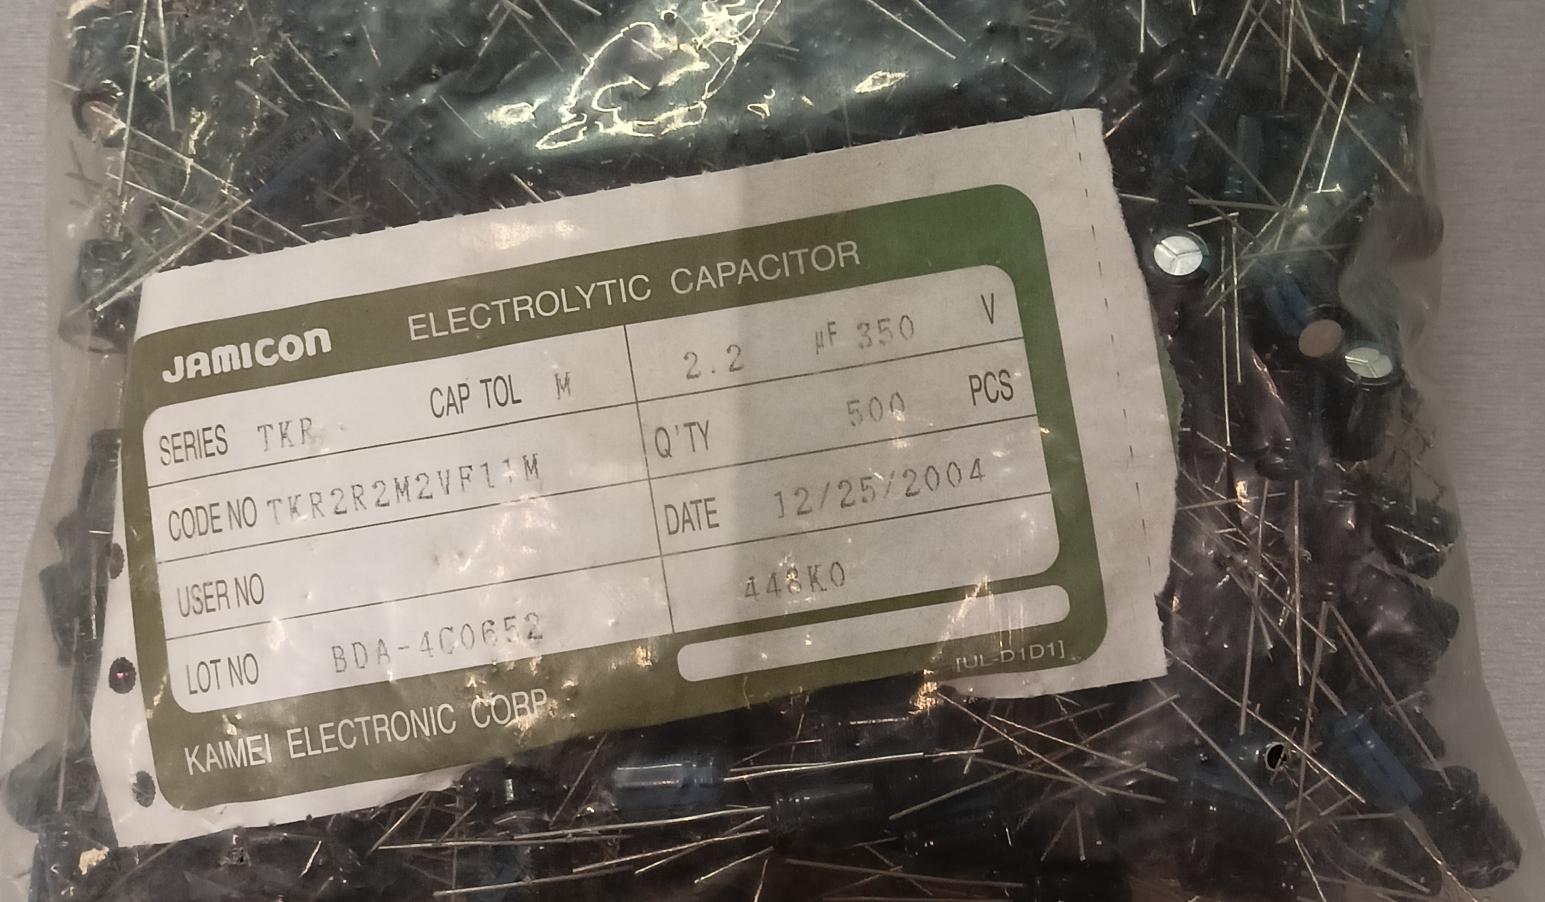 JAMICON ELECTROLYTIC CAPACITOR
SERIES TKR CAP TOL M 2.2 µF 350 V
CODE NO TKR2R2M2VF11M Q'TY 500 PCS
USER NO DATE 12/25/2004
LOT NO BDA-4C0652 448K0
KAIMEI ELECTRONIC CORP. [UL-D1D1]